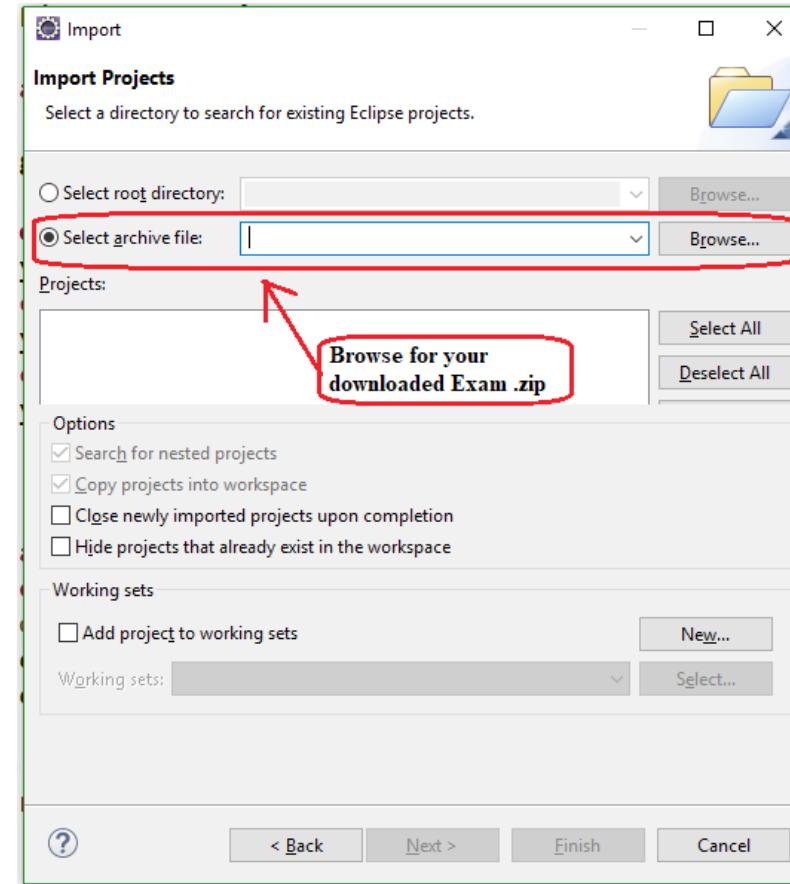 Import
Import Projects
Select a directory to search for existing Eclipse projects.
Select root directory:
Browse...
Select archive file:
Browse...
Projects:
Select All
Browse for your
downloaded Exam .zip
Deselect All
Options
Search for nested projects
Copy projects into workspace
Close newly imported projects upon completion
Hide projects that already exist in the workspace
Working sets
Add project to working sets
New...
Working sets:
Select...
?
< Back
Next >
Finish
Cancel